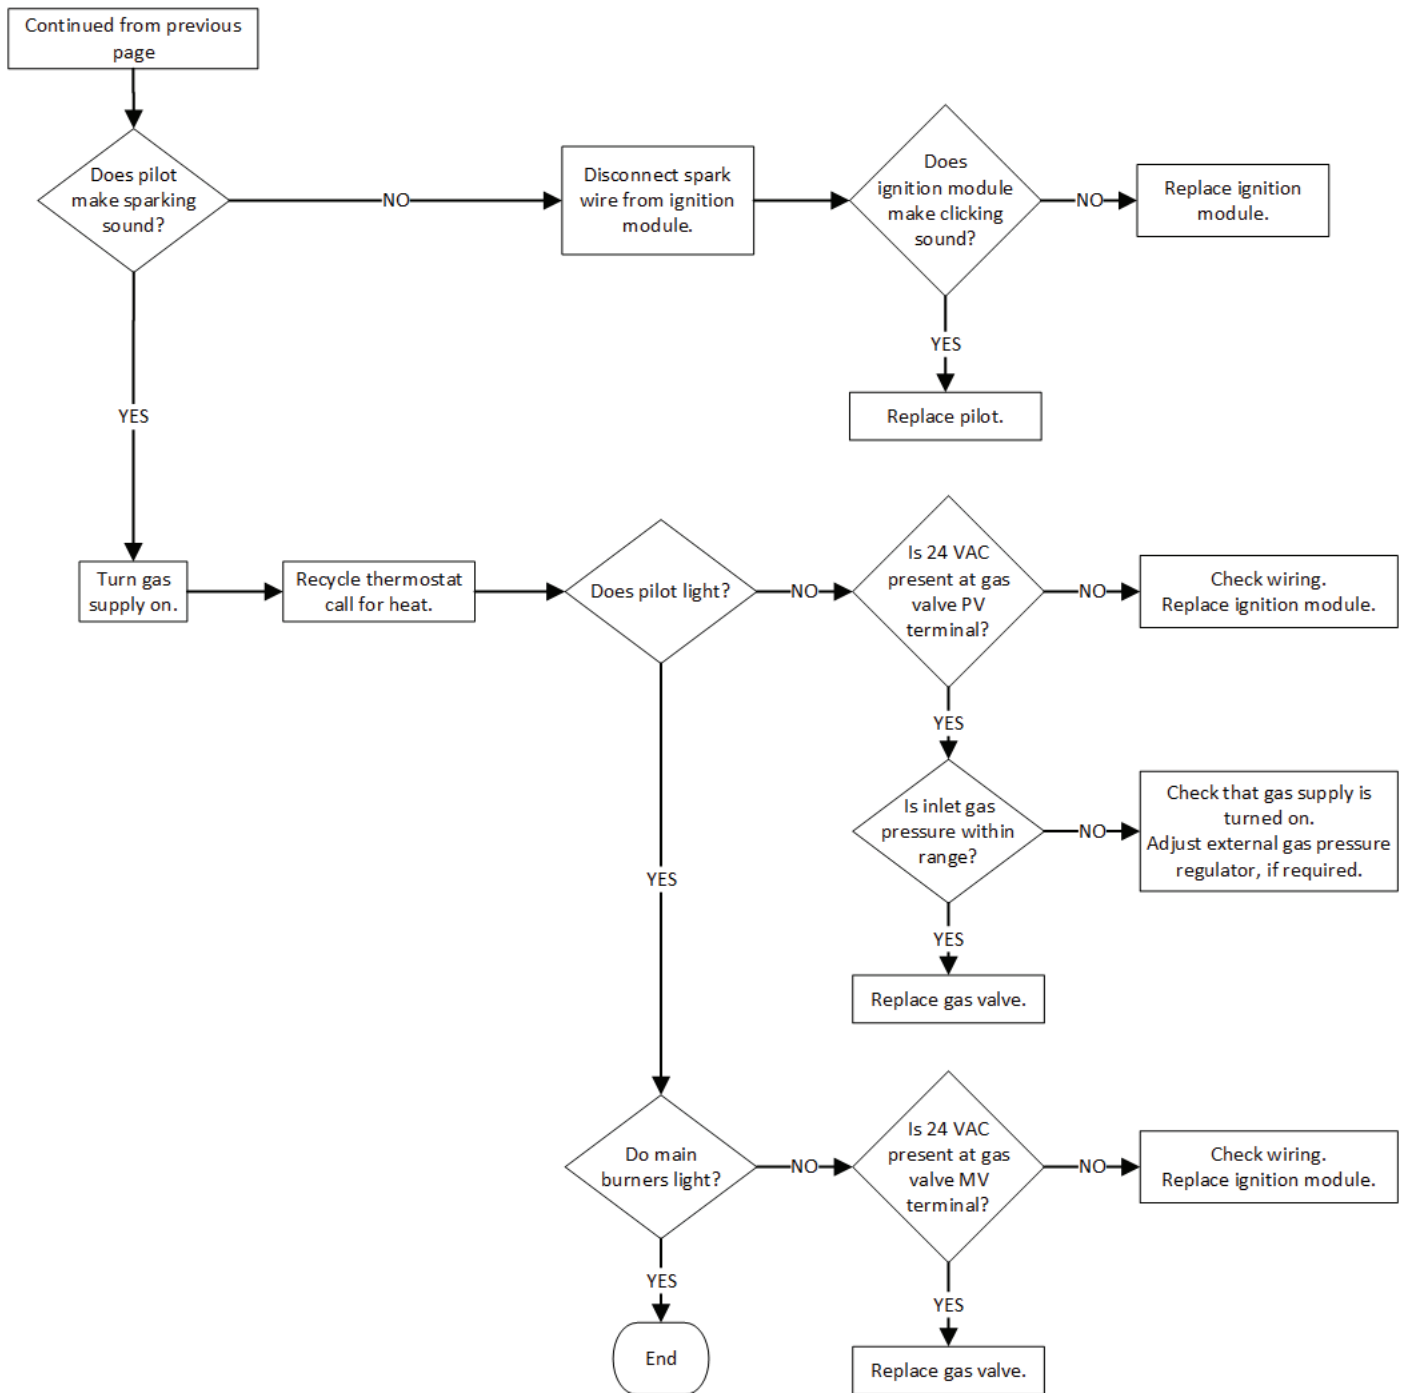 Continued from previous
page
Does pilot
make sparking
sound?
NO
Disconnect spark
wire from ignition
module.
Does
ignition module
make clicking
sound?
NO
Replace ignition
module.
YES
Replace pilot.
YES
Turn gas
supply on.
Recycle thermostat
call for heat.
Does pilot light?
NO
Is 24 VAC
present at gas
valve PV
terminal?
NO
Check wiring.
Replace ignition module.
YES
Is inlet gas
pressure within
range?
NO
Check that gas supply is
turned on.
Adjust external gas pressure
regulator, if required.
YES
Replace gas valve.
YES
Do main
burners light?
NO
Is 24 VAC
present at gas
valve MV
terminal?
NO
Check wiring.
Replace ignition module.
YES
Replace gas valve.
YES
End